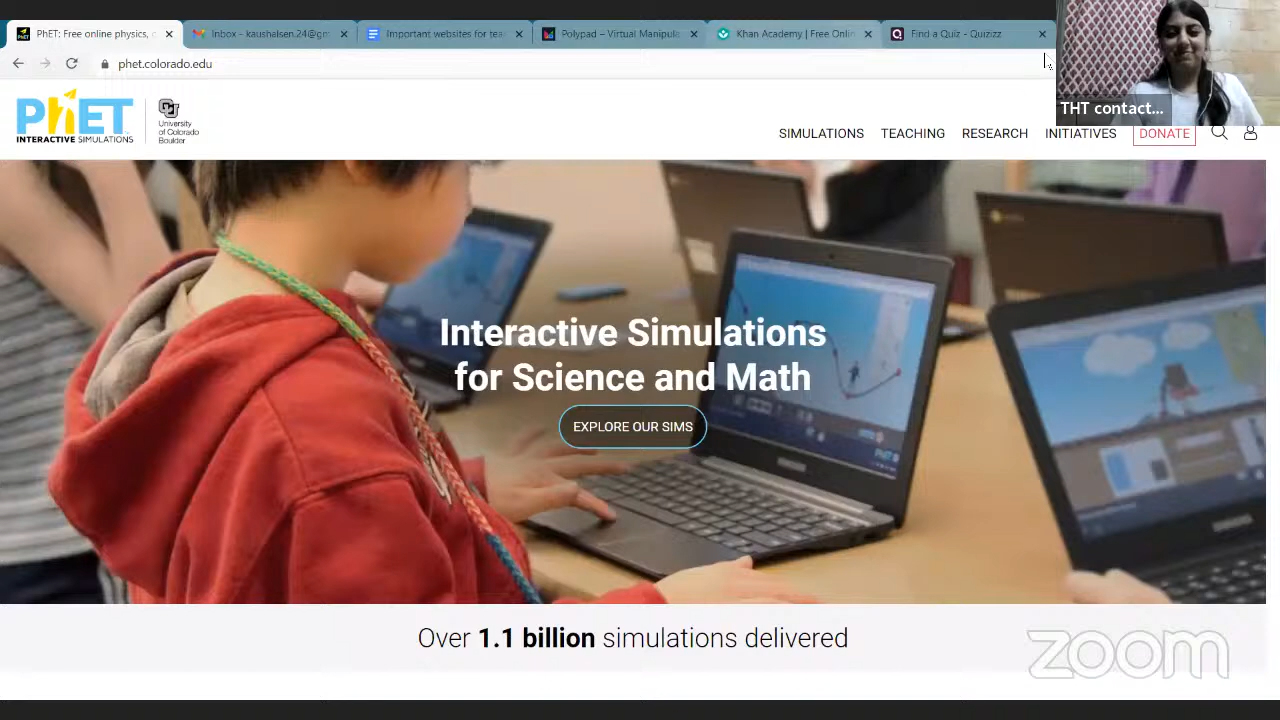 PhET: Free online physics, c
Inbox - kaushalsen.24@gm
Important websites for tea
Polypad – Virtual Manipula
Khan Academy | Free Onlin
Find a Quiz - Quizizz
phet.colorado.edu
THT contact...
PhET
INTERACTIVE SIMULATIONS
University
of Colorado
Boulder
SIMULATIONS
TEACHING
RESEARCH
INITIATIVES
DONATE
Interactive Simulations
for Science and Math
EXPLORE OUR SIMS
Over 1.1 billion simulations delivered
zoom